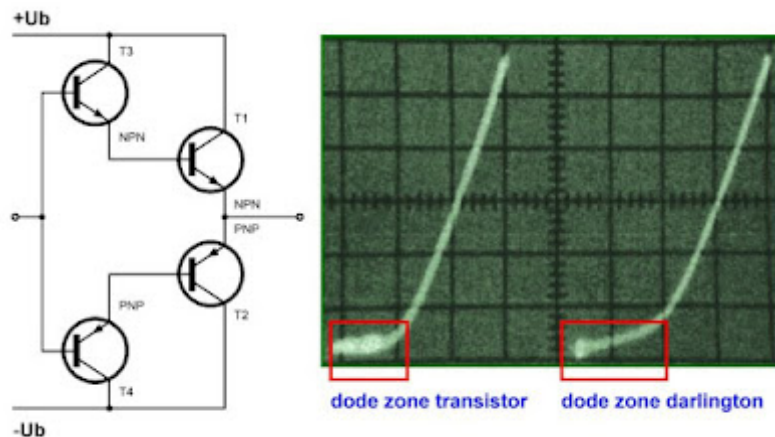 +Ub
T3
NPN
T1
NPN
PNP
PNP
T2
T4
-Ub
dode zone transistor
dode zone darlington